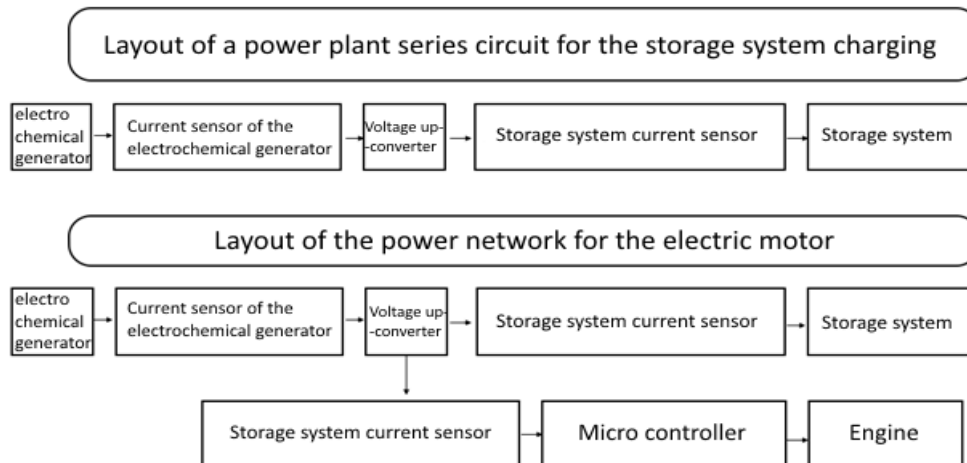 Layout of a power plant series circuit for the storage system charging
electro
chemical
generator
Current sensor of the
electrochemical generator
Voltage up-
-converter
Storage system current sensor
Storage system
Layout of the power network for the electric motor
electro
chemical
generator
Current sensor of the
electrochemical generator
Voltage up-
-converter
Storage system current sensor
Storage system
Storage system current sensor
Micro controller
Engine